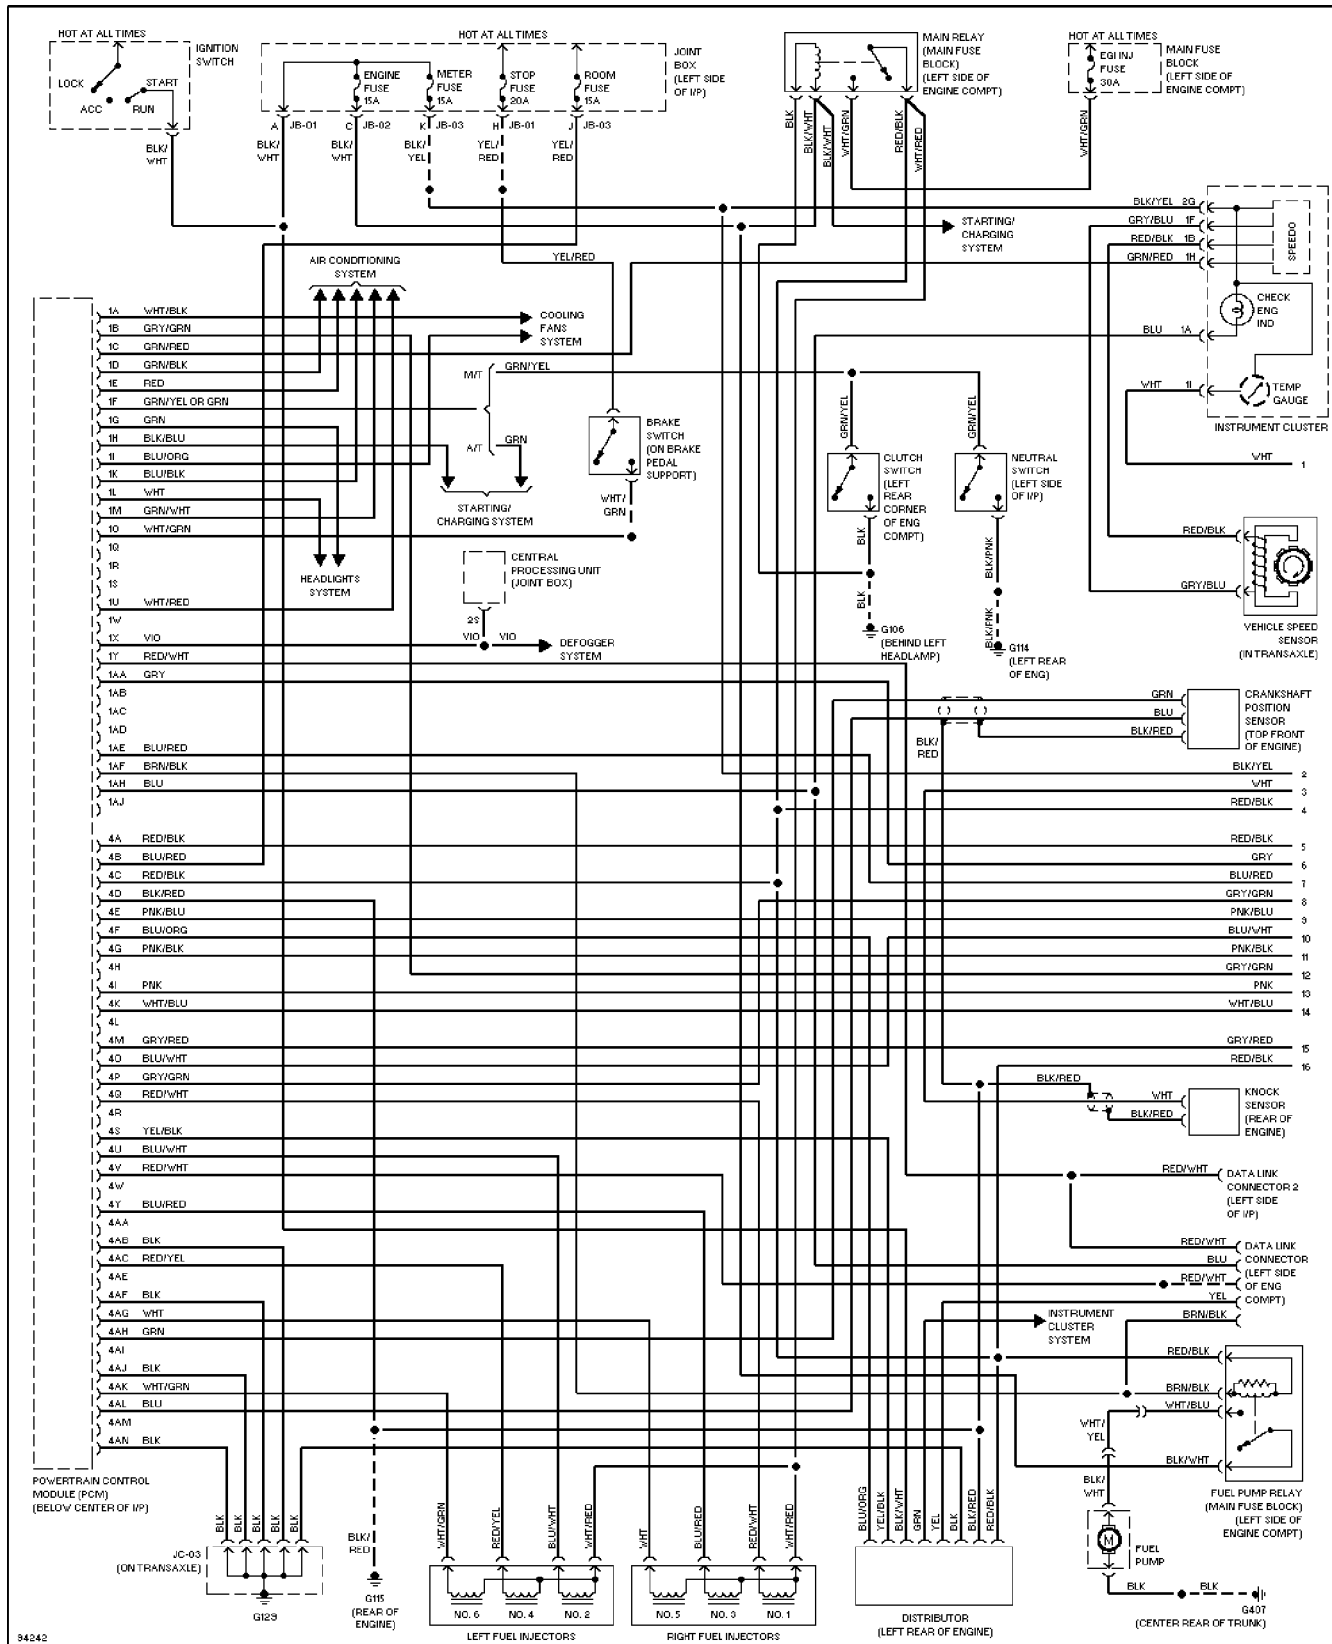 HOT AT ALL TIMES
IGNITION
SWITCH
LOCK
START
ACC
RUN
BLK/
WHT
HOT AT ALL TIMES
JOINT
BOX
(LEFT SIDE
OF I/P)
ENGINE
FUSE
15A
METER
FUSE
15A
STOP
FUSE
20A
ROOM
FUSE
15A
A JB-01
C JB-02
K JB-03
H JB-01
J JB-03
BLK/
WHT
BLK/
WHT
BLK/
YEL
YEL/
RED
YEL/
RED
MAIN RELAY
(MAIN FUSE
BLOCK)
(LEFT SIDE OF
ENGINE COMPT)
BLK
BLK/WHT
BLK/WHT
WHT/GRN
RED/BLK
WHT/RED
HOT AT ALL TIMES
EGI INJ
FUSE
30A
MAIN FUSE
BLOCK
(LEFT SIDE OF
ENGINE COMPT)
WHT/GRN
STARTING/
CHARGING
SYSTEM
BLK/YEL 2G
GRY/BLU 1F
RED/BLK 1B
GRN/RED 1H
SPEEDO
CHECK
ENG
IND
BLU 1A
WHT 1I
TEMP
GAUGE
INSTRUMENT CLUSTER
WHT 1
YEL/RED
AIR CONDITIONING
SYSTEM
COOLING
FANS
SYSTEM
M/T
GRN/YEL
A/T
GRN
STARTING/
CHARGING SYSTEM
BRAKE
SWITCH
(ON BRAKE
PEDAL
SUPPORT)
WHT/
GRN
GRN/YEL
GRN/YEL
CLUTCH
SWITCH
(LEFT
REAR
CORNER
OF ENG
COMPT)
NEUTRAL
SWITCH
(LEFT SIDE
OF I/P)
BLK
BLK
BLK/PNK
BLK/PNK
G106
(BEHIND LEFT
HEADLAMP)
G114
(LEFT REAR
OF ENG)
RED/BLK
GRY/BLU
VEHICLE SPEED
SENSOR
(IN TRANSAXLE)
HEADLIGHTS
SYSTEM
CENTRAL
PROCESSING UNIT
(JOINT BOX)
2S
VIO VIO
DEFOGGER
SYSTEM
1A WHT/BLK
1B GRY/GRN
1C GRN/RED
1D GRN/BLK
1E RED
1F GRN/YEL OR GRN
1G GRN
1H BLK/BLU
1I BLU/ORG
1K BLU/BLK
1L WHT
1M GRN/WHT
1O WHT/GRN
1Q
1R
1S
1U WHT/RED
1W
1X VIO
1Y RED/WHT
1AA GRY
1AB
1AC
1AD
1AE BLU/RED
1AF BRN/BLK
1AH BLU
1AJ
4A RED/BLK
4B BLU/RED
4C RED/BLK
4D BLK/RED
4E PNK/BLU
4F BLU/ORG
4G PNK/BLK
4H
4I PNK
4K WHT/BLU
4L
4M GRY/RED
4O BLU/WHT
4P GRY/GRN
4Q RED/WHT
4R
4S YEL/BLK
4U BLU/WHT
4V RED/WHT
4W
4Y BLU/RED
4AA
4AB BLK
4AC RED/YEL
4AE
4AF BLK
4AG WHT
4AH GRN
4AI
4AJ BLK
4AK WHT/GRN
4AL BLU
4AM
4AN BLK
POWERTRAIN CONTROL
MODULE (PCM)
(BELOW CENTER OF I/P)
GRN
BLU
BLK/RED
BLK/
RED
CRANKSHAFT
POSITION
SENSOR
(TOP FRONT
OF ENGINE)
BLK/YEL 2
WHT 3
RED/BLK 4
RED/BLK 5
GRY 6
BLU/RED 7
GRY/GRN 8
PNK/BLU 9
BLU/WHT 10
PNK/BLK 11
GRY/GRN 12
PNK 13
WHT/BLU 14
GRY/RED 15
RED/BLK 16
BLK/RED
WHT
BLK/RED
KNOCK
SENSOR
(REAR OF
ENGINE)
RED/WHT
DATA LINK
CONNECTOR 2
(LEFT SIDE
OF I/P)
RED/WHT
BLU
RED/WHT
YEL
BRN/BLK
DATA LINK
CONNECTOR
(LEFT SIDE
OF ENG
COMPT)
INSTRUMENT
CLUSTER
SYSTEM
RED/BLK
BRN/BLK
WHT/BLU
WHT/
YEL
BLK/WHT
BLK/
WHT
FUEL PUMP RELAY
(MAIN FUSE BLOCK)
(LEFT SIDE OF
ENGINE COMPT)
M
FUEL
PUMP
BLK BLK
G407
(CENTER REAR OF TRUNK)
BLK
BLK
BLK
BLK
BLK
JC-03
(ON TRANSAXLE)
G129
BLK/
RED
G115
(REAR OF
ENGINE)
WHT/GRN
RED/YEL
BLU/WHT
WHT/RED
NO. 6 NO. 4 NO. 2
LEFT FUEL INJECTORS
WHT
BLU/RED
RED/WHT
WHT/RED
NO. 5 NO. 3 NO. 1
RIGHT FUEL INJECTORS
BLU/ORG
YEL/BLK
BLK/WHT
GRN
YEL
BLK
BLK/RED
RED/BLK
DISTRIBUTOR
(LEFT REAR OF ENGINE)
94242